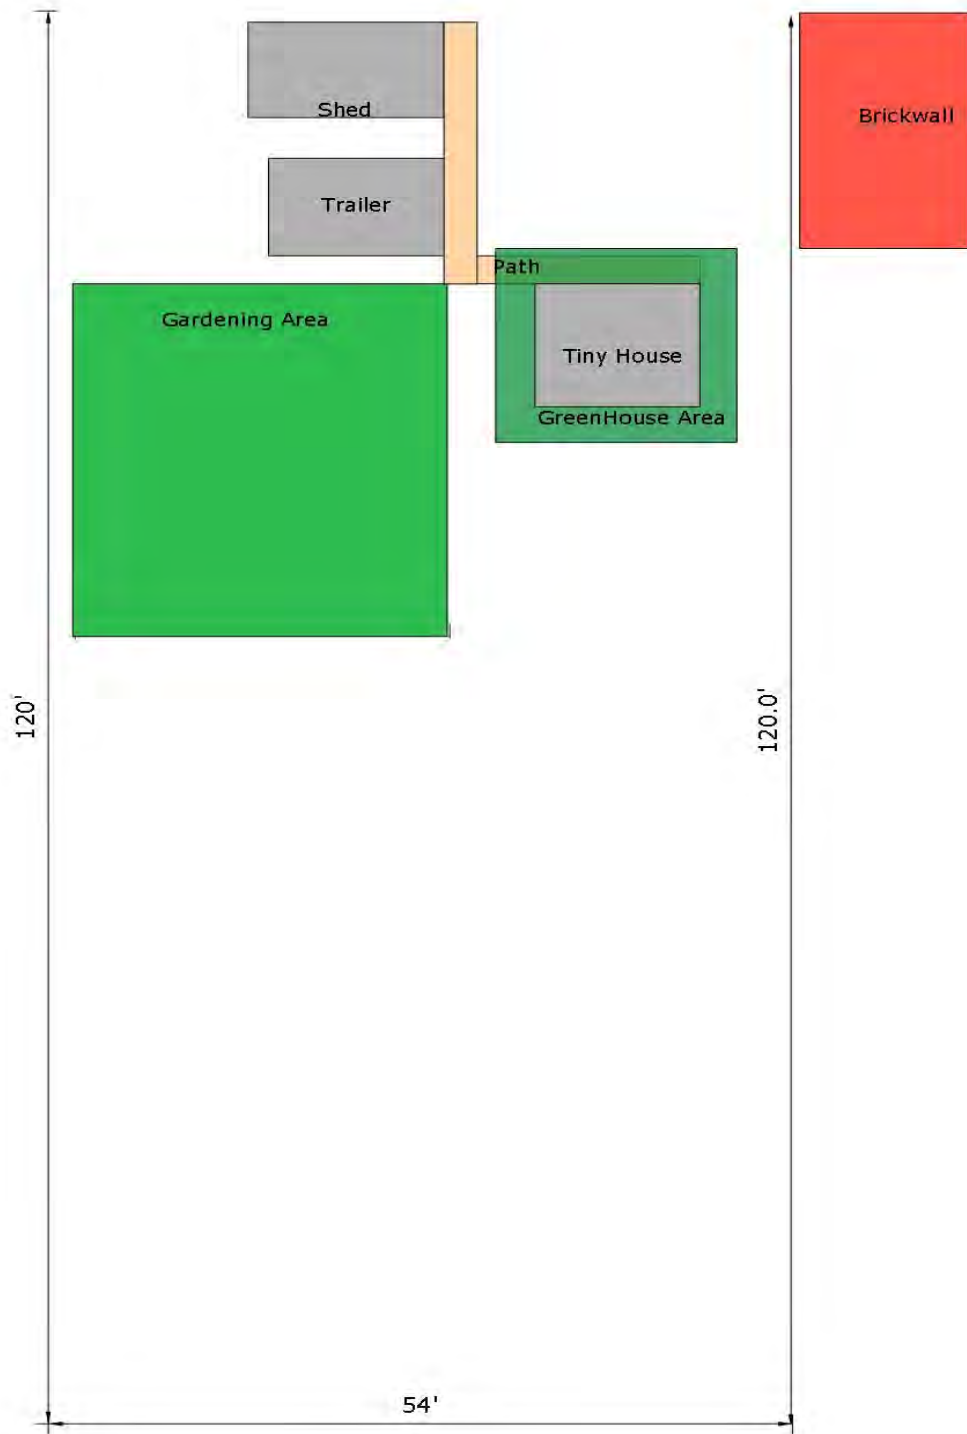 Shed
Brickwall
Trailer
Path
Gardening Area
Tiny House
GreenHouse Area
120'
120.0'
54'